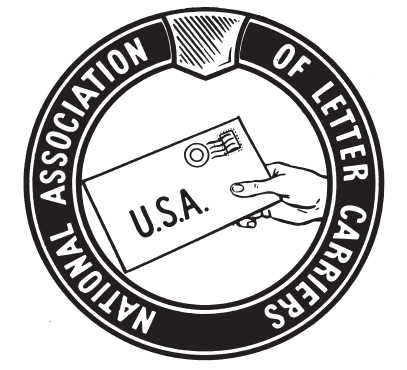 NATIONAL ASSOCIATION OF LETTER CARRIERS
U.S.A.